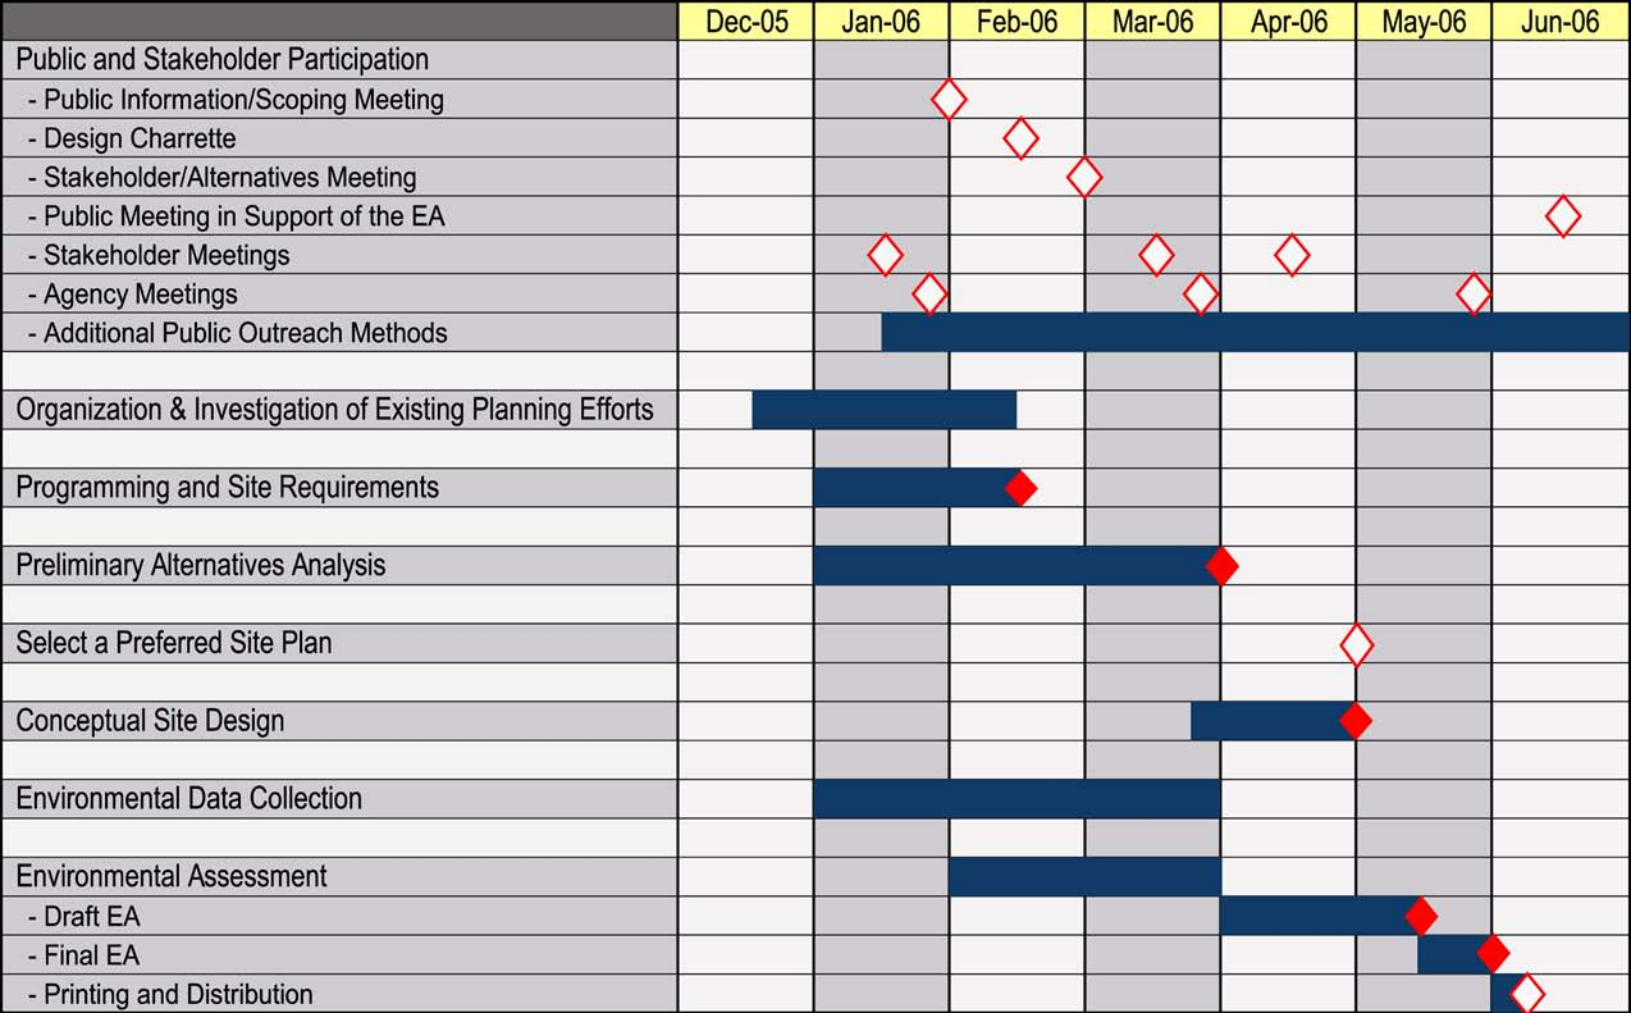 Dec-05 Jan-06 Feb-06 Mar-06 Apr-06 May-06 Jun-06
Public and Stakeholder Participation
- Public Information/Scoping Meeting
- Design Charrette
- Stakeholder/Alternatives Meeting
- Public Meeting in Support of the EA
- Stakeholder Meetings
- Agency Meetings
- Additional Public Outreach Methods
Organization & Investigation of Existing Planning Efforts
Programming and Site Requirements
Preliminary Alternatives Analysis
Select a Preferred Site Plan
Conceptual Site Design
Environmental Data Collection
Environmental Assessment
- Draft EA
- Final EA
- Printing and Distribution